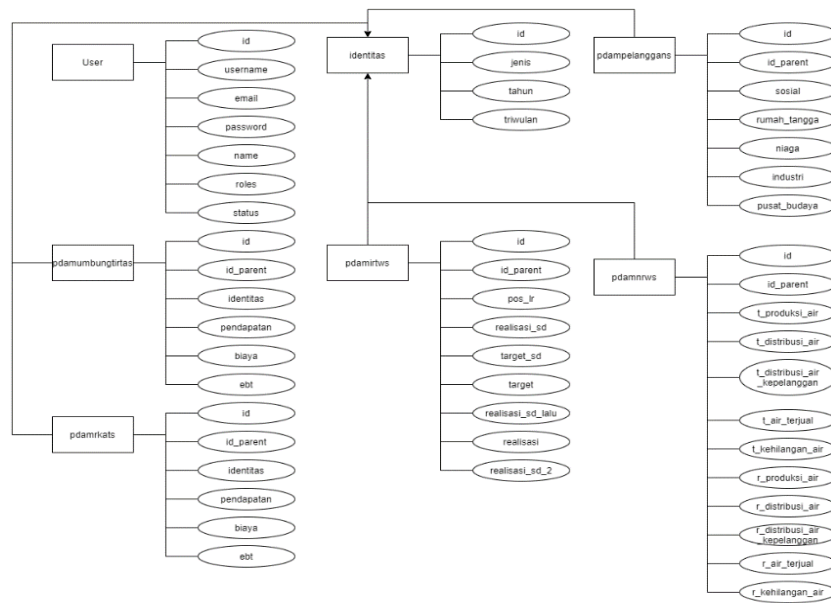 User
id
username
email
password
name
roles
status
identitas
id
jenis
tahun
triwulan
pdampelanggans
id
id_parent
sosial
rumah_tangga
niaga
industri
pusat_budaya
pdamumbungtirtas
id
id_parent
identitas
pendapatan
biaya
ebt
pdamirtws
id
id_parent
pos_lr
realisasi_sd
target_sd
target
realisasi_sd_lalu
realisasi
realisasi_sd_2
pdamnrws
id
id_parent
t_produksi_air
t_distribusi_air
t_distribusi_air
_kepelanggan
t_air_terjual
t_kehilangan_air
r_produksi_air
r_distribusi_air
r_distribusi_air
_kepelanggan
r_air_terjual
r_kehilangan_air
pdamrkats
id
id_parent
identitas
pendapatan
biaya
ebt